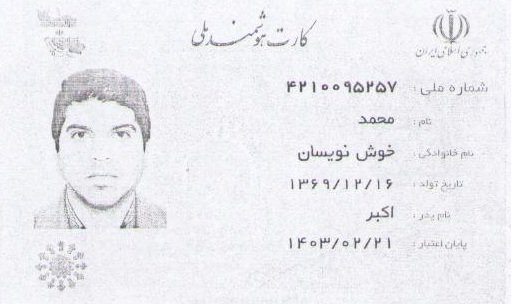 کارت هوشمند ملی
جمهوری اسلامی ایران
شماره ملی : ۴۲۱۰۰۹۵۲۵۷
نام : محمد
نام خانوادگی : خوش نویسان
تاریخ تولد : ۱۳۶۹/۱۲/۱۶
نام پدر : اکبر
پایان اعتبار : ۱۴۰۳/۰۲/۲۱